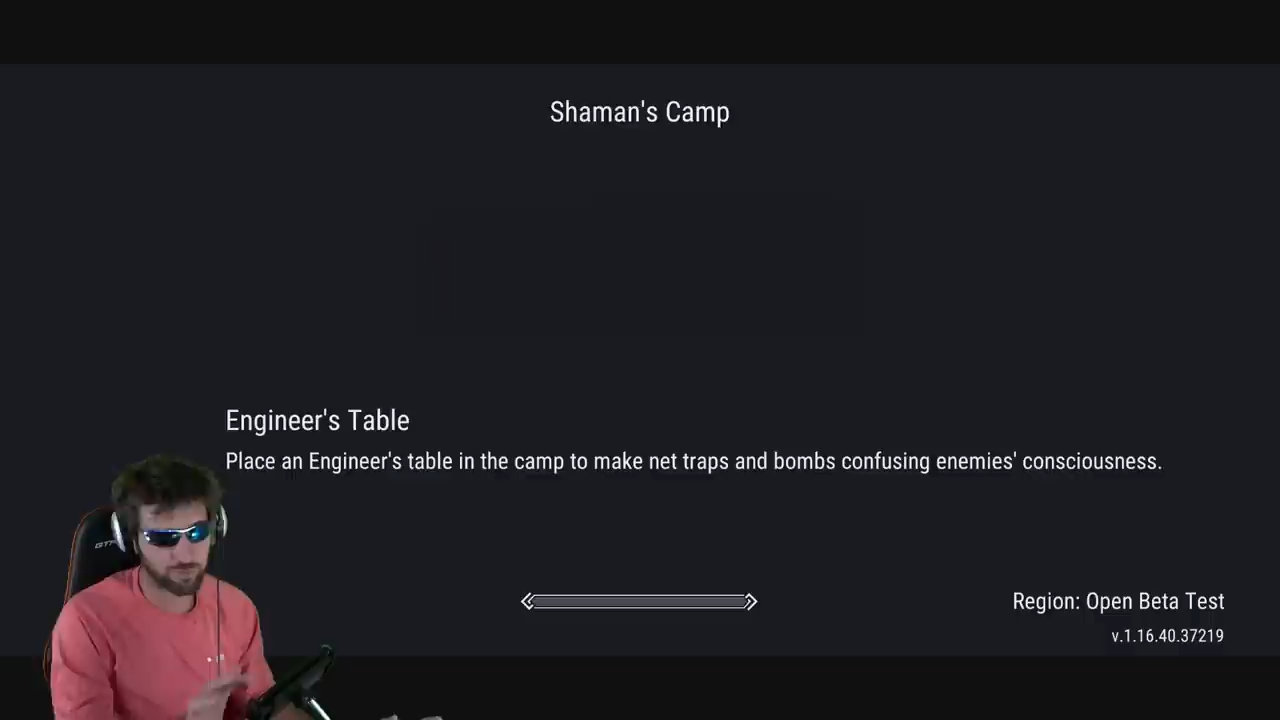 Shaman's Camp
Engineer's Table
Place an Engineer's table in the camp to make net traps and bombs confusing enemies' consciousness.
Region: Open Beta Test
v.1.16.40.37219